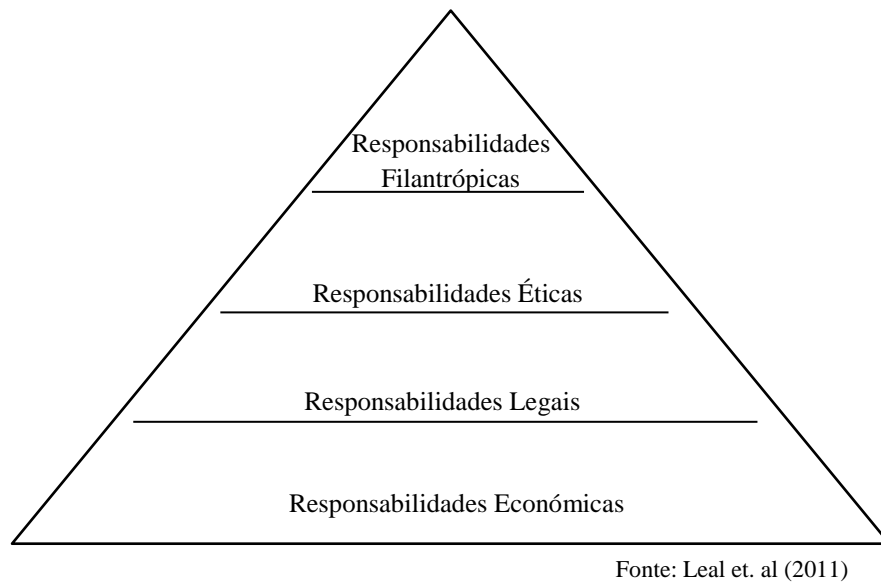 Responsabilidades
Filantrópicas
Responsabilidades Éticas
Responsabilidades Legais
Responsabilidades Económicas
Fonte: Leal et. al (2011)